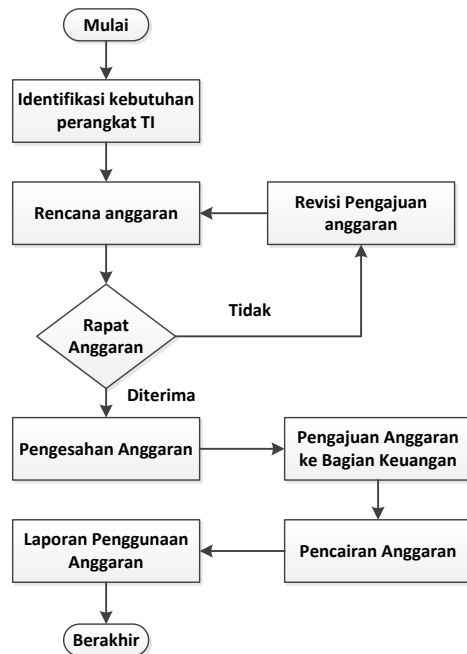 Mulai
Identifikasi kebutuhan
perangkat TI
Rencana anggaran
Revisi Pengajuan
anggaran
Rapat
Anggaran
Tidak
Diterima
Pengesahan Anggaran
Pengajuan Anggaran
ke Bagian Keuangan
Pencairan Anggaran
Laporan Penggunaan
Anggaran
Berakhir